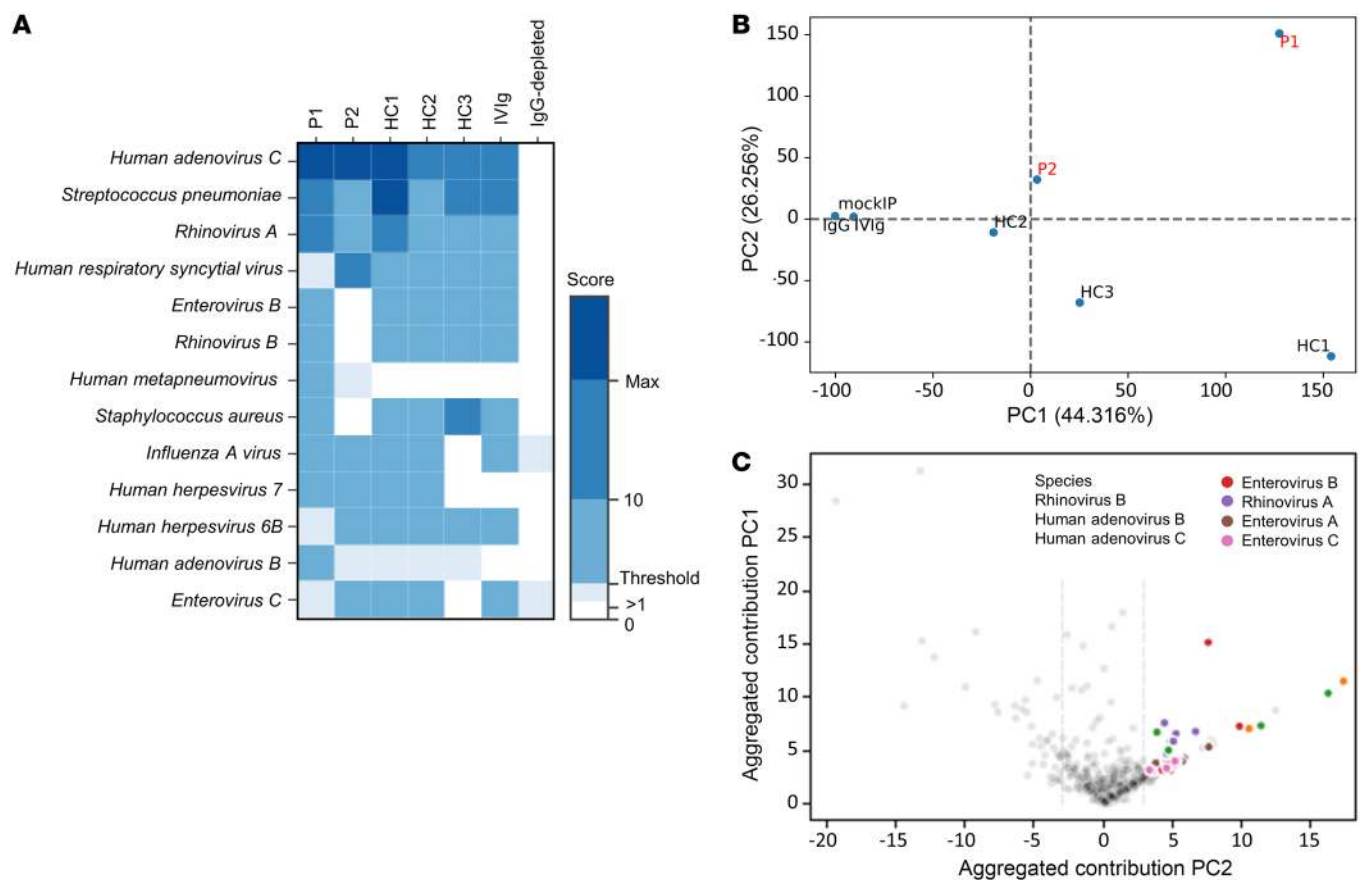 A
P1
P2
HC1
HC2
HC3
IVIg
IgG-depleted
Human adenovirus C
Streptococcus pneumoniae
Rhinovirus A
Human respiratory syncytial virus
Enterovirus B
Rhinovirus B
Human metapneumovirus
Staphylococcus aureus
Influenza A virus
Human herpesvirus 7
Human herpesvirus 6B
Human adenovirus B
Enterovirus C
Score
Max
10
Threshold
>1
0
B
PC2 (26.256%)
150
100
50
0
-50
-100
P1
P2
mockIP
IgG IVIg
HC2
HC3
HC1
-100
-50
0
50
100
150
PC1 (44.316%)
C
Aggregated contribution PC1
30
25
20
15
10
5
0
Species
Rhinovirus B
Human adenovirus B
Human adenovirus C
Enterovirus B
Rhinovirus A
Enterovirus A
Enterovirus C
-20
-15
-10
-5
0
5
10
15
Aggregated contribution PC2